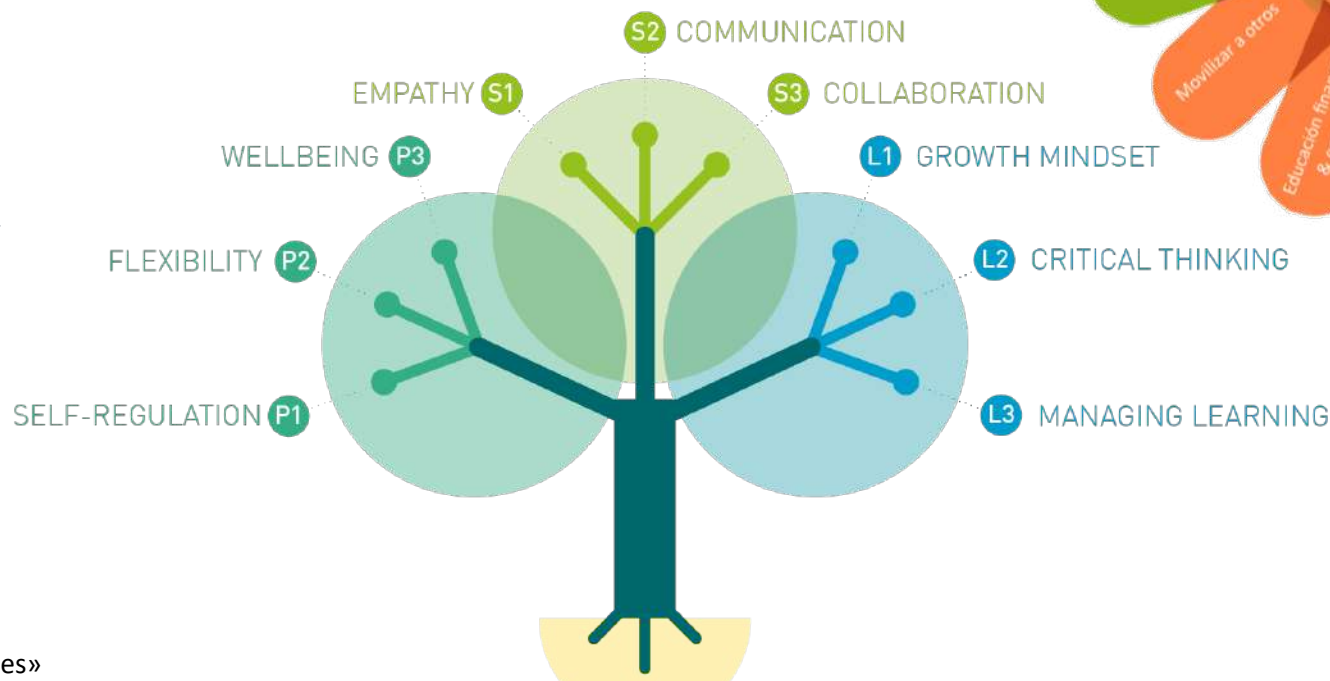 S2 COMMUNICATION
EMPATHY S1
S3 COLLABORATION
WELLBEING P3
L1 GROWTH MINDSET
FLEXIBILITY P2
L2 CRITICAL THINKING
SELF-REGULATION P1
L3 MANAGING LEARNING
Movilizar a otros
Educación
&
es»